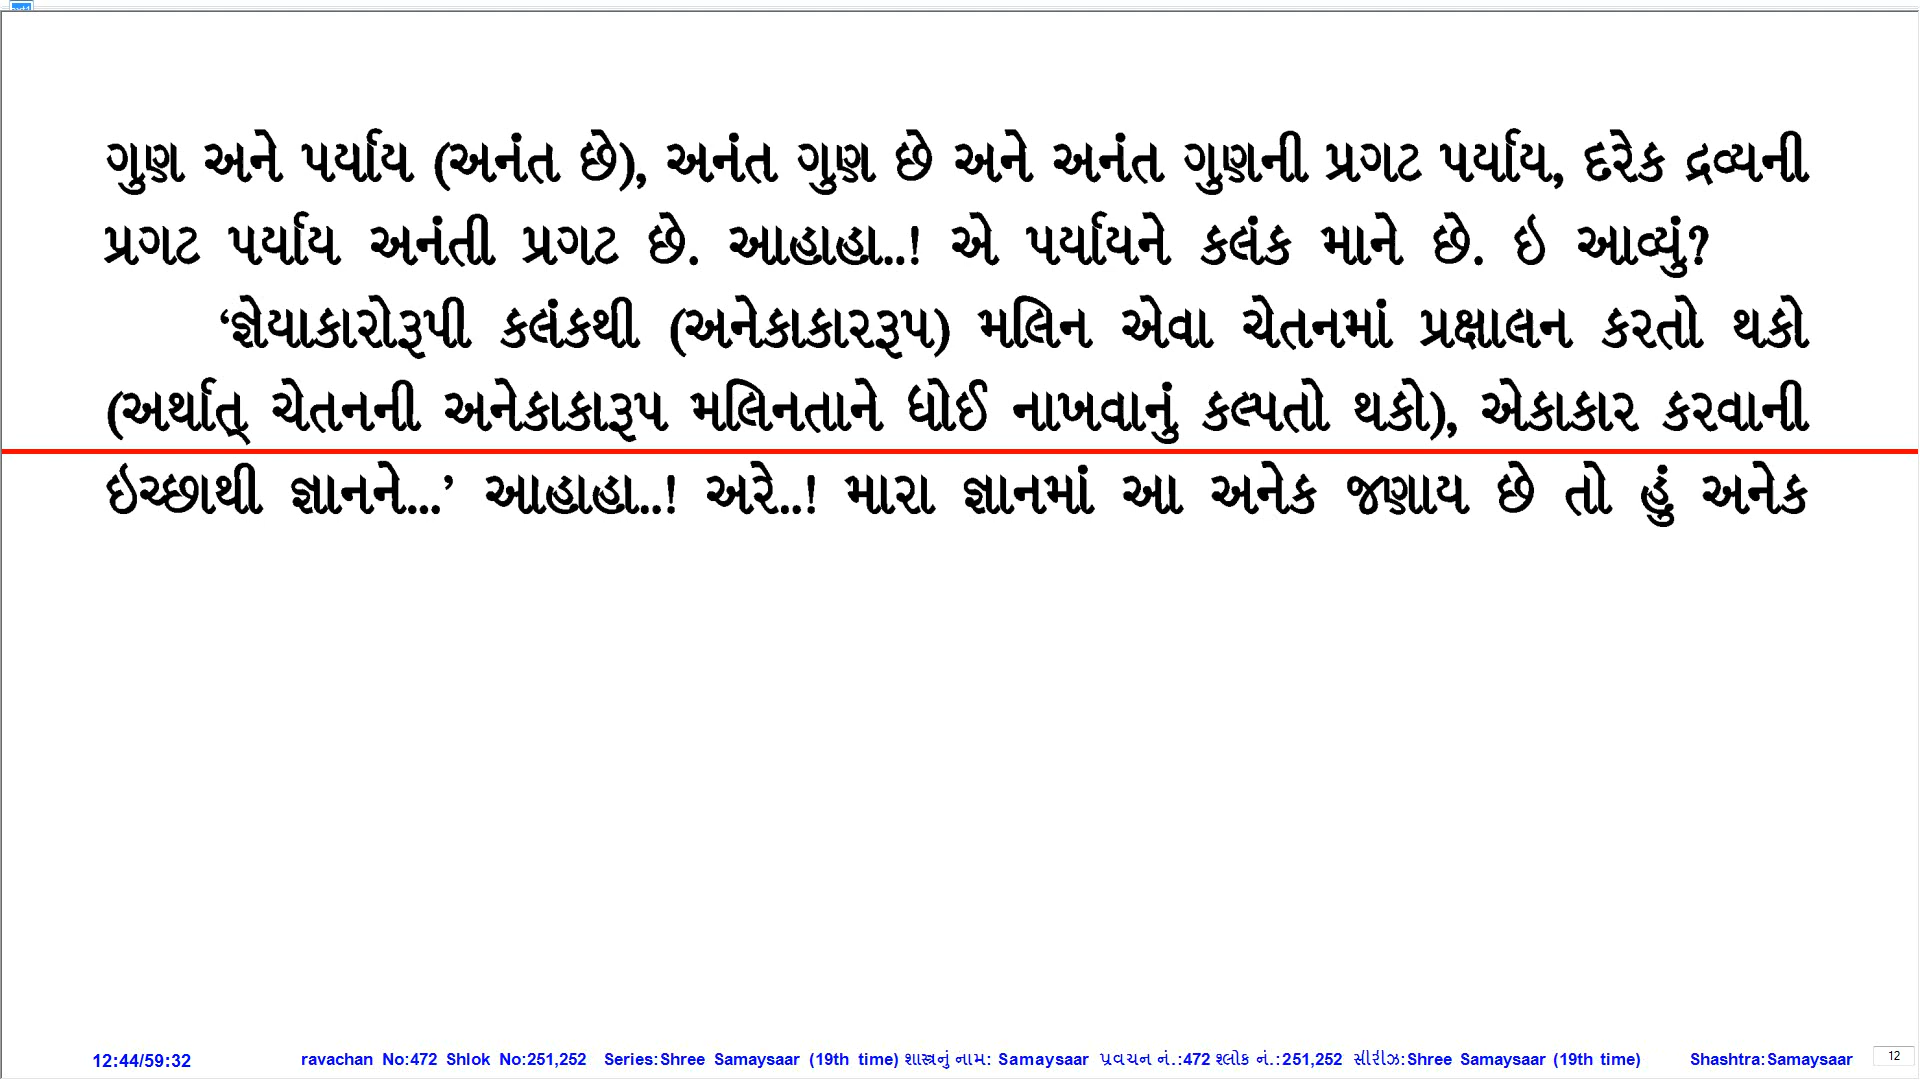 ગુણ અને પર્યાય (અનંત છે), અનંત ગુણ છે અને અનંત ગુણની પ્રગટ પર્યાય, દરેક દ્રવ્યની
પ્રગટ પર્યાય અનંતી પ્રગટ છે. આહાહા..! એ પર્યાયને કલંક માને છે. ઇ આવ્યું?
‘જ્ઞેયાકારોરૂપી કલંકથી (અનેકાકારરૂપ) મલિન એવા ચેતનમાં પ્રક્ષાલન કરતો થકો
(અર્થાત્ ચેતનની અનેકાકારૂપ મલિનતાને ધોઈ નાખવાનું કલ્પતો થકો), એકાકાર કરવાની
ઇચ્છાથી જ્ઞાનને...’ આહાહા..! અરે..! મારા જ્ઞાનમાં આ અનેક જણાય છે તો હું અનેક
12:44/59:32 ravachan No:472 Shlok No:251,252 Series:Shree Samaysaar (19th time) શાસ્ત્રનું નામ: Samaysaar પ્રવચન નં.:472 શ્લોક નં.:251,252 સીરીઝ:Shree Samaysaar (19th time) Shashtra:Samaysaar 12